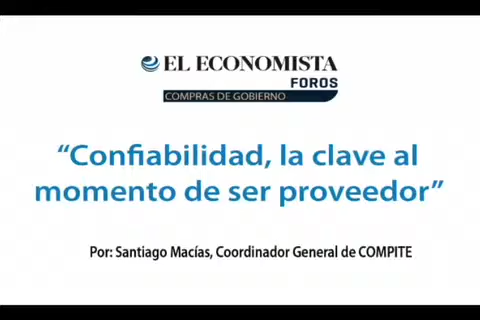 EL ECONOMISTA
FOROS
COMPRAS DE GOBIERNO
“Confiabilidad, la clave al
momento de ser proveedor”
Por: Santiago Macías, Coordinador General de COMPITE